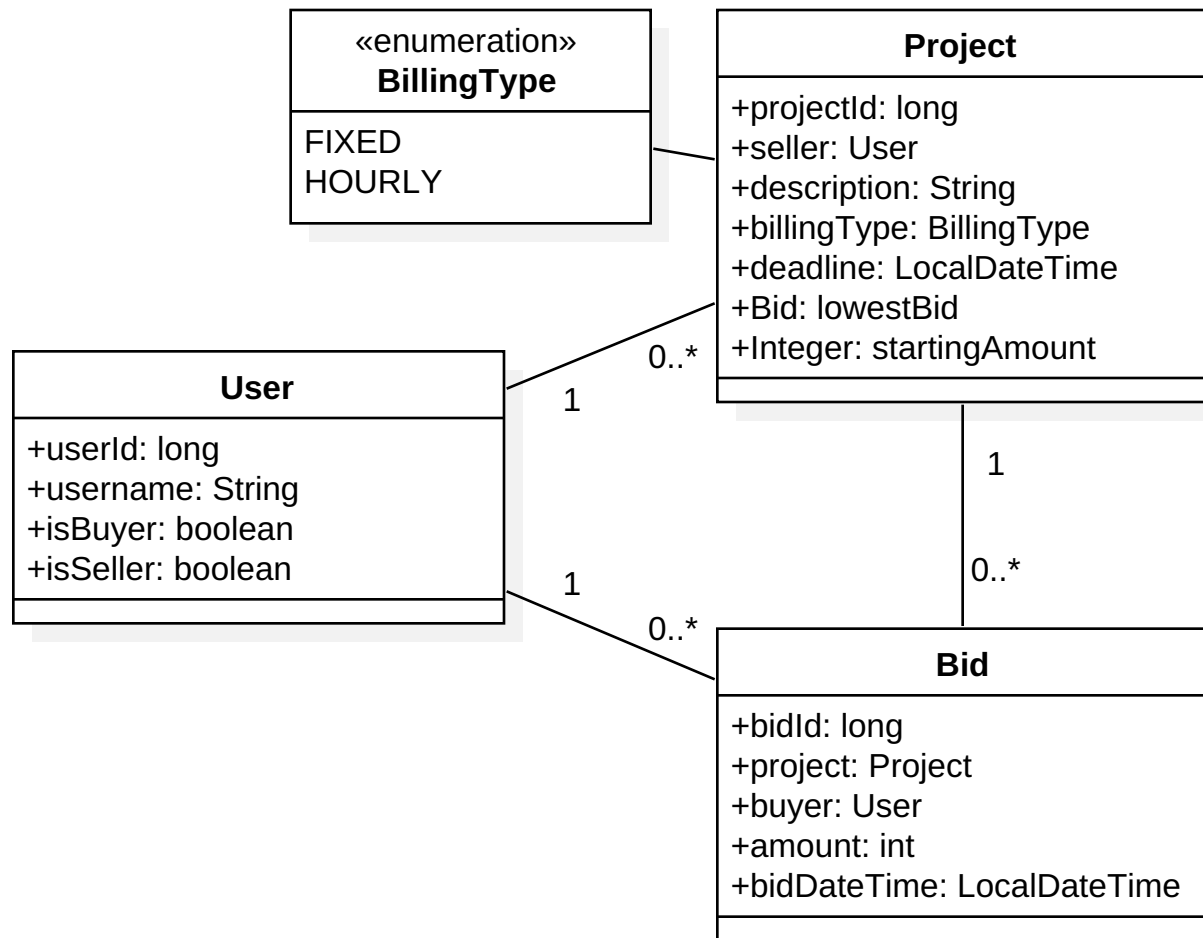 «enumeration»
BillingType
FIXED
HOURLY
Project
+projectId: long
+seller: User
+description: String
+billingType: BillingType
+deadline: LocalDateTime
+Bid: lowestBid
+Integer: startingAmount
0..*
1
User
+userId: long
+username: String
+isBuyer: boolean
+isSeller: boolean
1
0..*
1
0..*
Bid
+bidId: long
+project: Project
+buyer: User
+amount: int
+bidDateTime: LocalDateTime